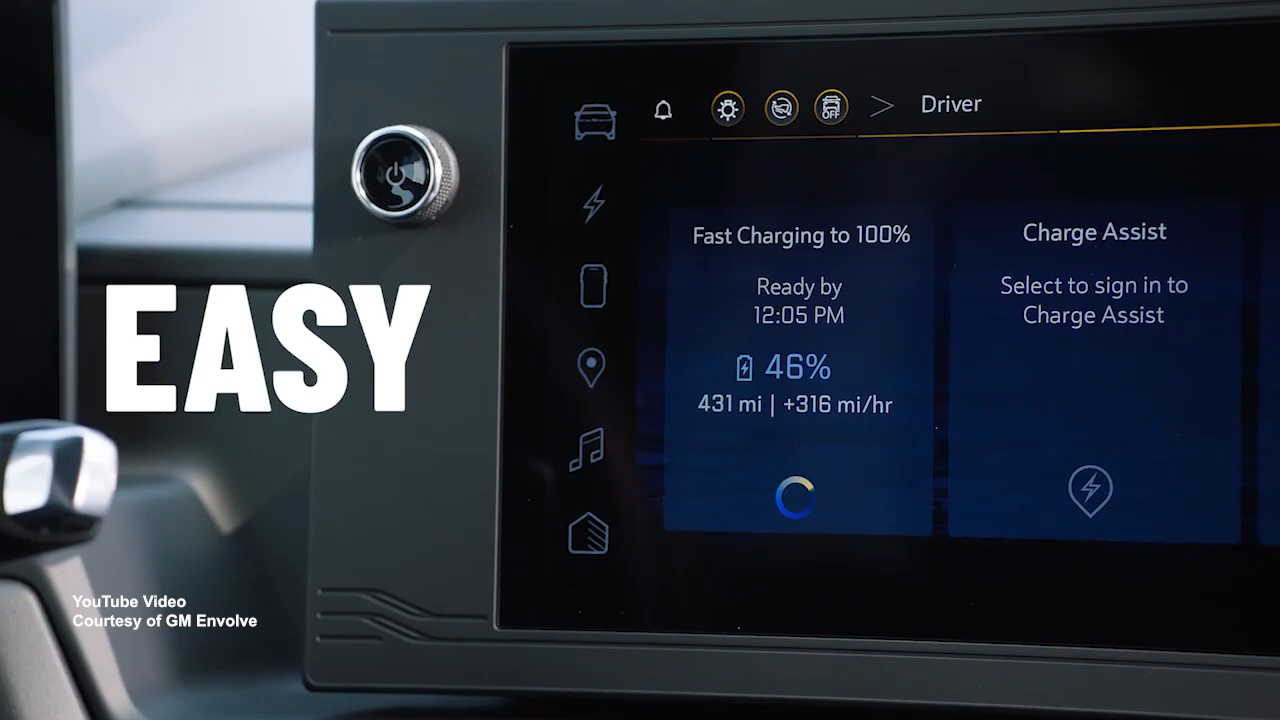 OFF
Driver
Fast Charging to 100%
Ready by
12:05 PM
46%
431 mi | +316 mi/hr
Charge Assist
Select to sign in to
Charge Assist
EASY
YouTube Video
Courtesy of GM Envolve